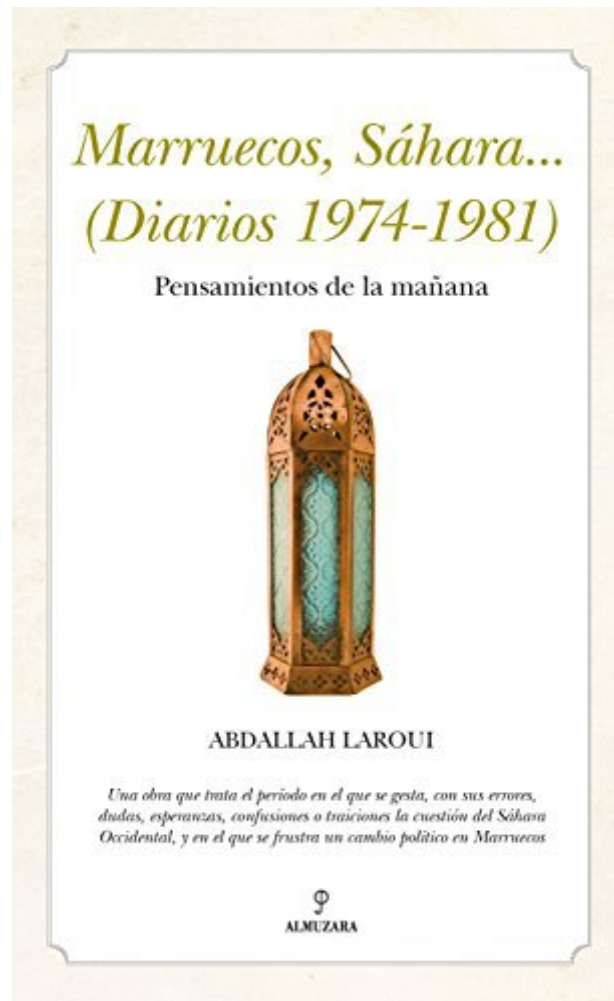 Marruecos, Sáhara...
(Diarios 1974-1981)
Pensamientos de la mañana
ABDALLAH LAROUI
Una obra que trata el período en el que se gesta, con sus errores,
dudas, esperanzas, confusiones o traiciones la cuestión del Sáhara
Occidental, y en el que se frustra un cambio político en Marruecos
ALMUZARA